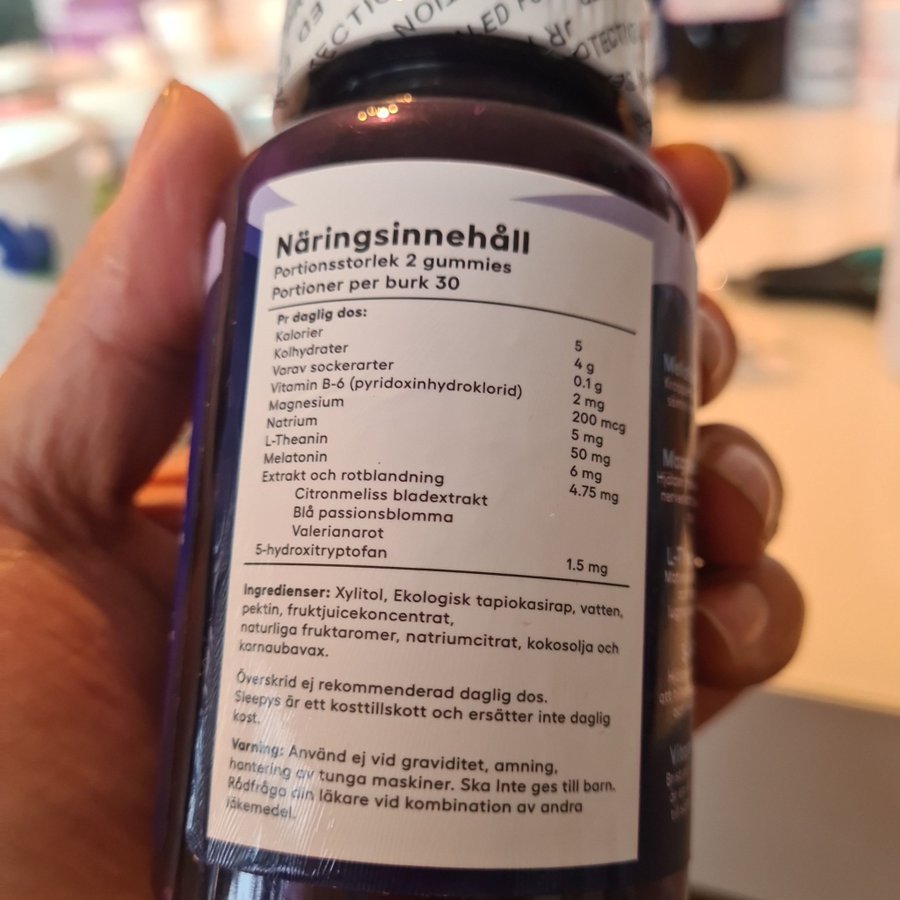 Näringsinnehåll
Portionsstorlek 2 gummies
Portioner per burk 30
Pr daglig dos:
Kalorier 5
Kolhydrater 4 g
Varav sockerarter 0.1 g
Vitamin B-6 (pyridoxinhydroklorid) 2 mg
Magnesium 200 mcg
Natrium 5 mg
L-Theanin 50 mg
Melatonin 6 mg
Extrakt och rotblandning 4.75 mg
Citronmeliss bladextrakt
Blå passionsblomma
Valerianarot
5-hydroxitryptofan 1.5 mg
Ingredienser: Xylitol, Ekologisk tapiokasirap, vatten,
pektin, fruktjuicekoncentrat,
naturliga fruktaromer, natriumcitrat, kokosolja och
karnaubavax.
Överskrid ej rekommenderad daglig dos.
Sleepys är ett kosttillskott och ersätter inte daglig
kost.
Varning: Använd ej vid graviditet, amning,
hantering av tunga maskiner. Ska Inte ges till barn.
Rådfråga din läkare vid kombination av andra
läkemedel.